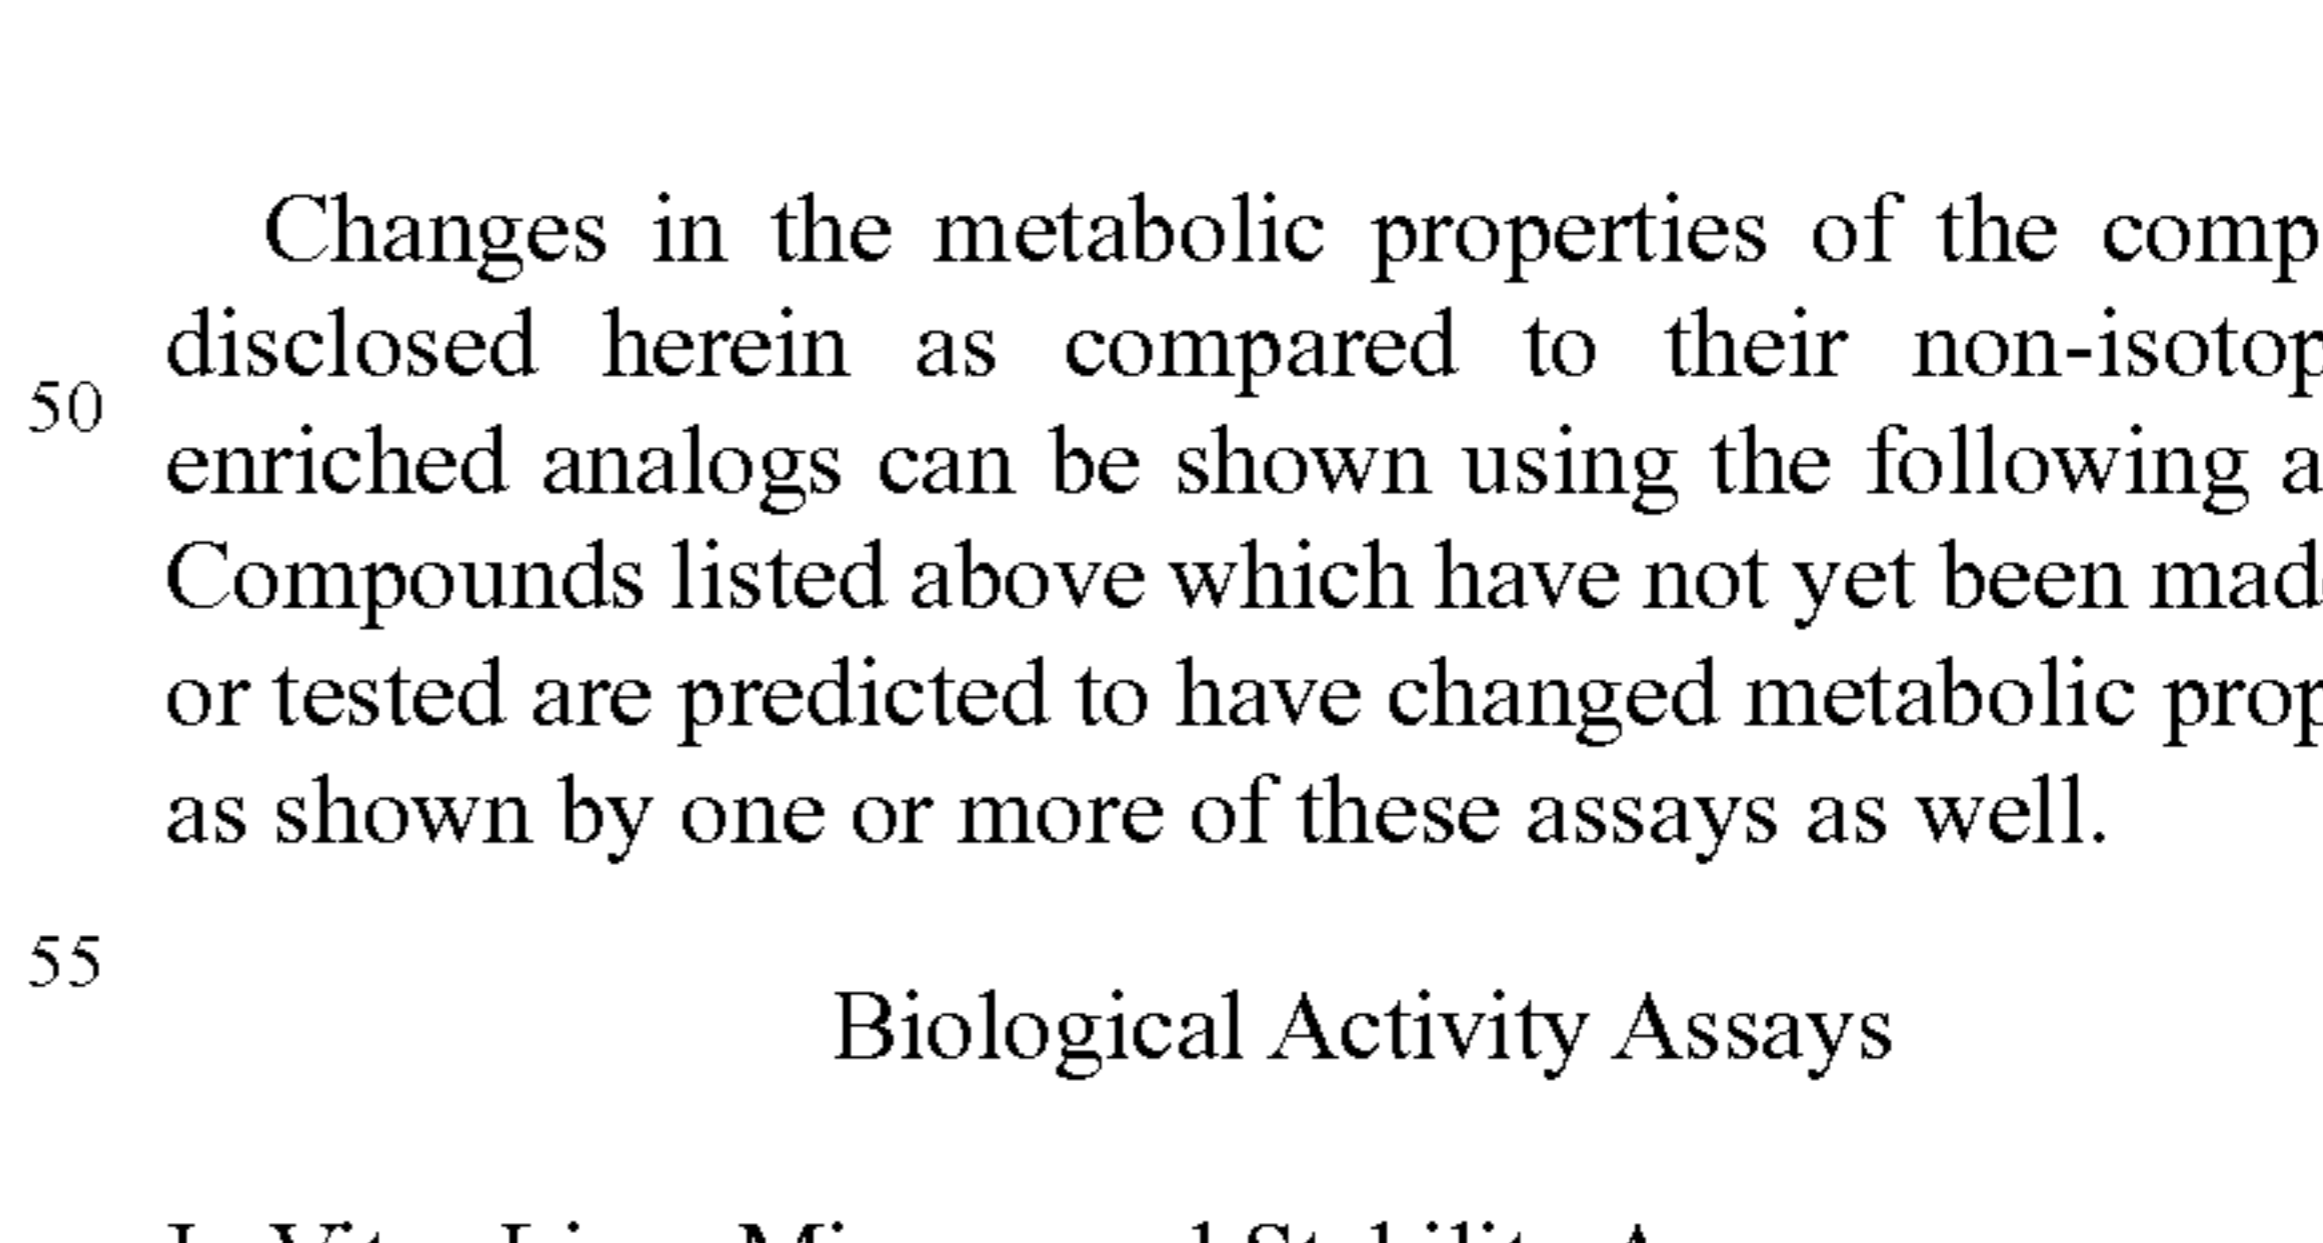 Changes in the metabolic properties of the comp
disclosed herein as compared to their non-isotop
50
enriched analogs can be shown using the following a
Compounds listed above which have not yet been made
or tested are predicted to have changed metabolic prop
as shown by one or more of these assays as well.
55
Biological Activity Assays